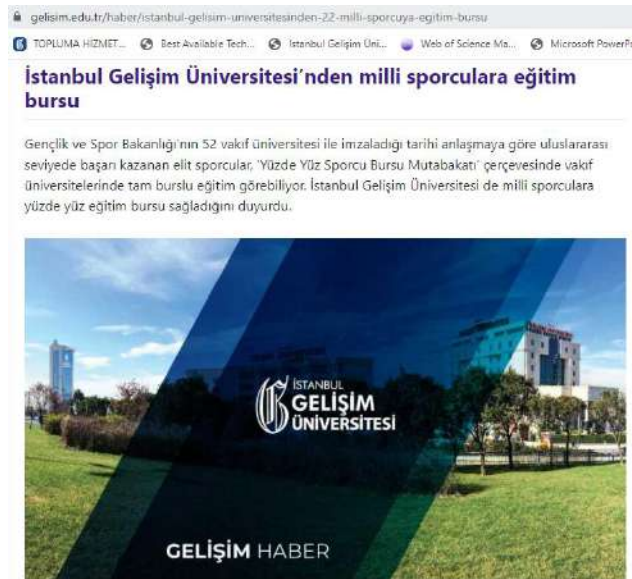 gelisim.edu.tr/haber/istanbul-gelisim-universitesinden-22-milli-sporcuya-egitim-bursu
TOPLUMA HİZMET... Best Available Tech... Istanbul Gelişim Üni... Web of Science Ma... Microsoft PowerP
İstanbul Gelişim Üniversitesi’nden milli sporculara eğitim
bursu
Gençlik ve Spor Bakanlığı'nın 52 vakıf üniversitesi ile imzaladığı tarihi anlaşmaya göre uluslararası
seviyede başarı kazanan elit sporcular, 'Yüzde Yüz Sporcu Bursu Mutabakatı' çerçevesinde vakıf
üniversitelerinde tam burslu eğitim görebiliyor. İstanbul Gelişim Üniversitesi de milli sporculara
yüzde yüz eğitim bursu sağladığını duyurdu.
İSTANBUL
GELİŞİM
ÜNİVERSİTESİ
GELİŞİM HABER